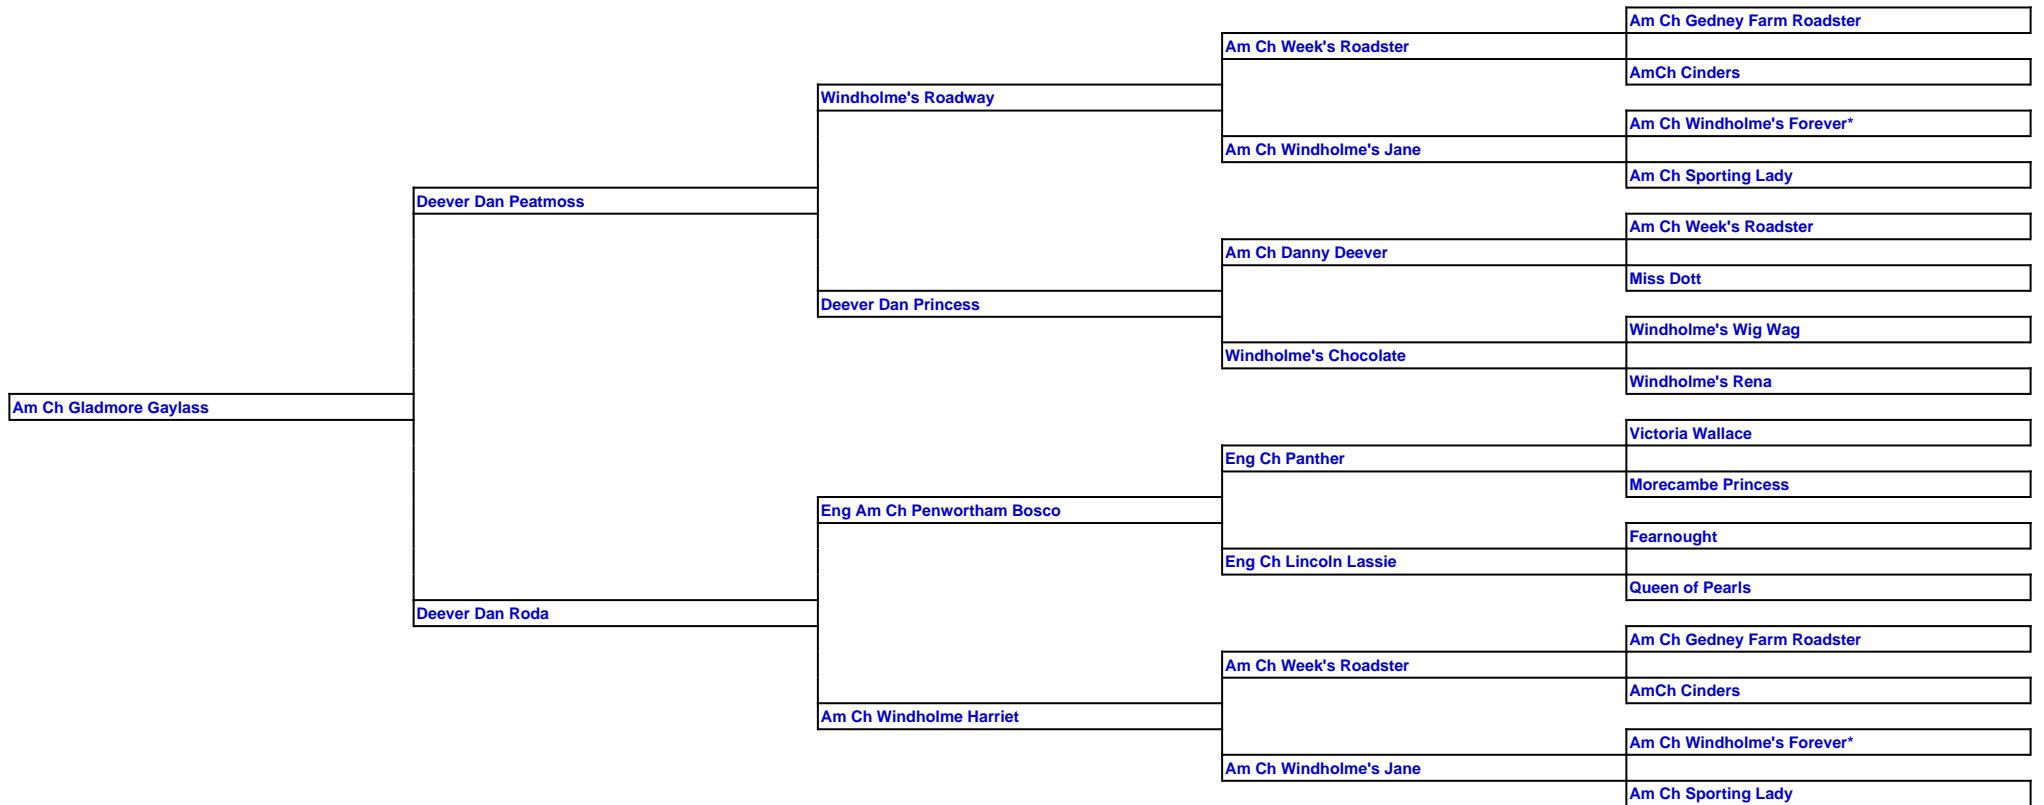 Am Ch Gedney Farm Roadster
Am Ch Week's Roadster
AmCh Cinders
Windholme's Roadway
Am Ch Windholme's Forever*
Am Ch Windholme's Jane
Am Ch Sporting Lady
Deever Dan Peatmoss
Am Ch Week's Roadster
Am Ch Danny Deever
Miss Dott
Deever Dan Princess
Windholme's Wig Wag
Windholme's Chocolate
Windholme's Rena
Am Ch Gladmore Gaylass
Victoria Wallace
Eng Ch Panther
Morecambe Princess
Eng Am Ch Penwortham Bosco
Fearnought
Eng Ch Lincoln Lassie
Queen of Pearls
Deever Dan Roda
Am Ch Gedney Farm Roadster
Am Ch Week's Roadster
AmCh Cinders
Am Ch Windholme Harriet
Am Ch Windholme's Forever*
Am Ch Windholme's Jane
Am Ch Sporting Lady